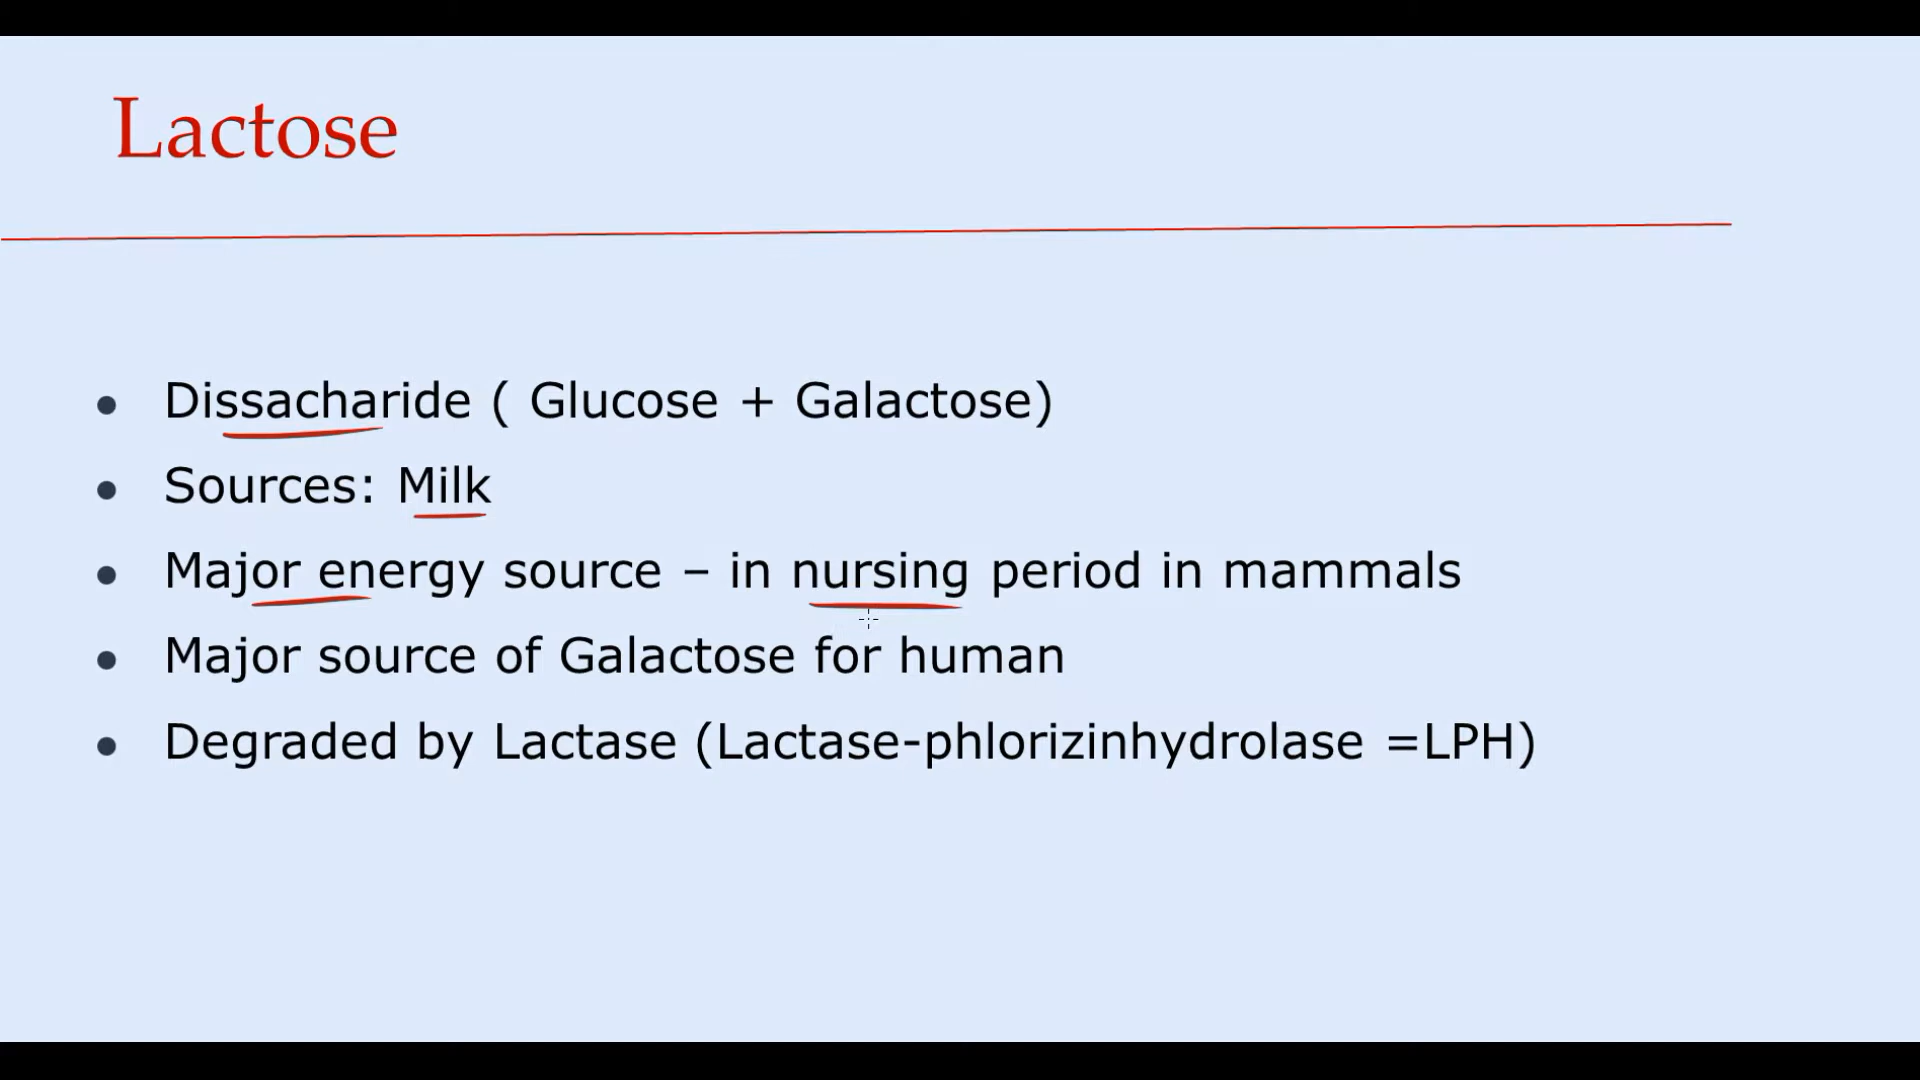 Lactose
• Dissacharide ( Glucose + Galactose)
• Sources: Milk
• Major energy source – in nursing period in mammals
• Major source of Galactose for human
• Degraded by Lactase (Lactase-phlorizinhydrolase =LPH)